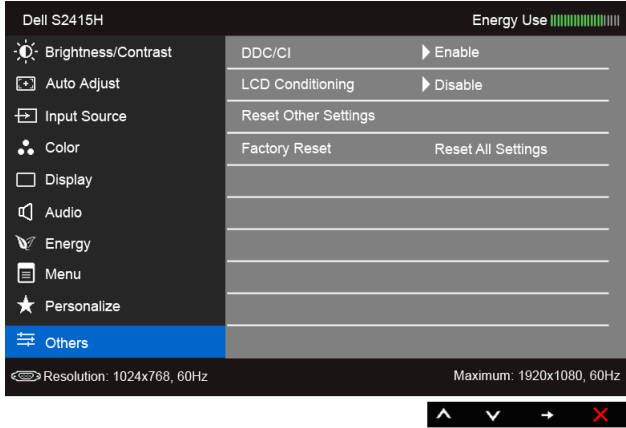 Dell S2415H Energy Use
Brightness/Contrast DDC/CI Enable
Auto Adjust LCD Conditioning Disable
Input Source Reset Other Settings
Color Factory Reset Reset All Settings
Display
Audio
Energy
Menu
Personalize
Others
Resolution: 1024x768, 60Hz Maximum: 1920x1080, 60Hz